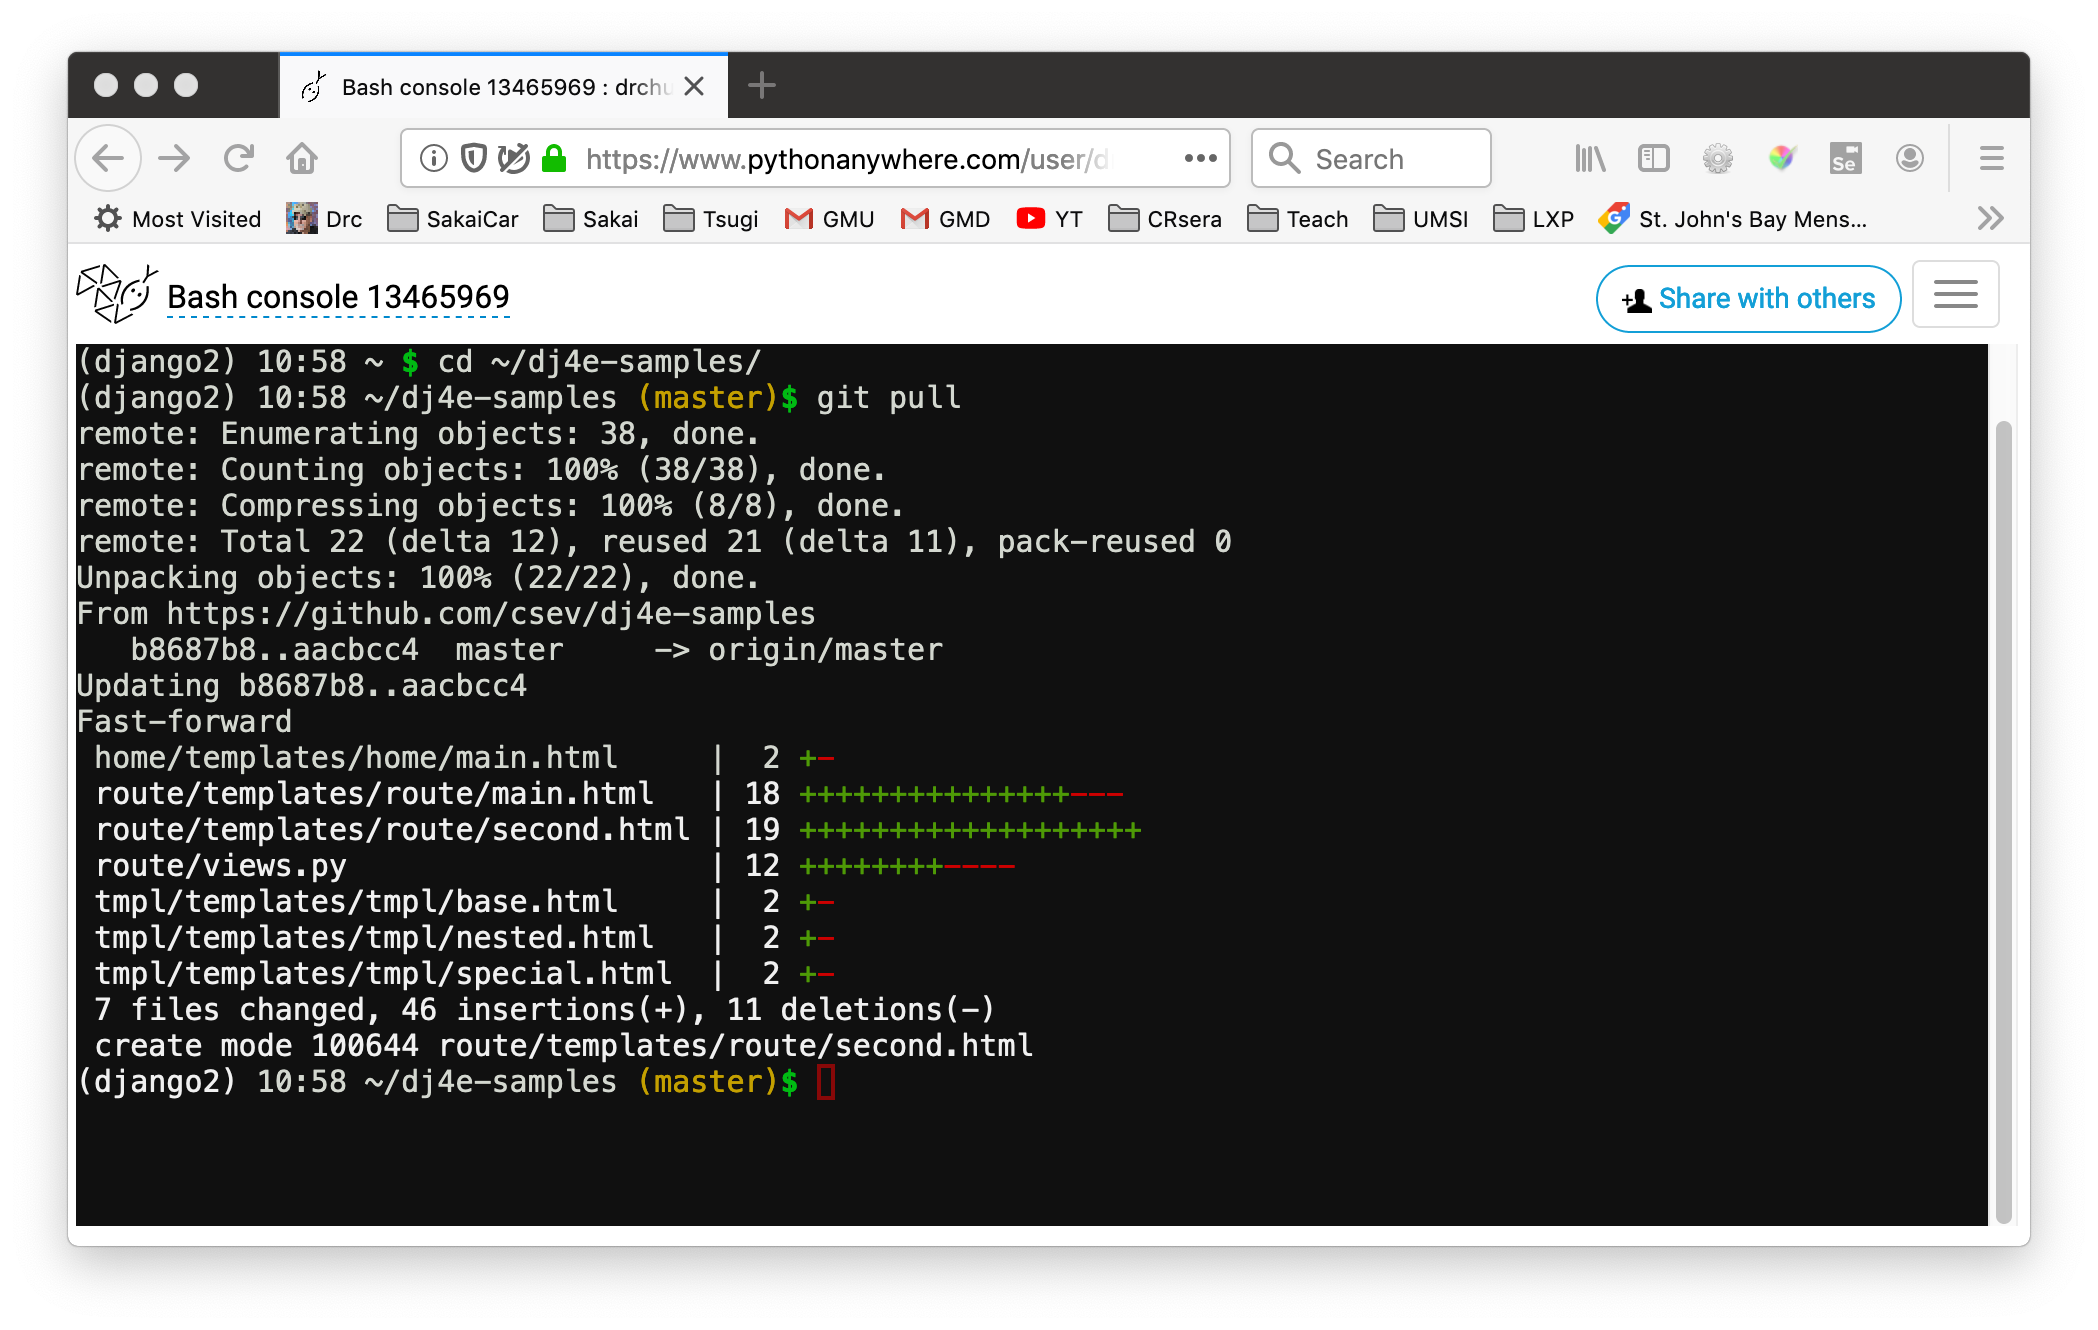 Bash console 13465969 : drchu
https://www.pythonanywhere.com/user/d
Search
Se
Most Visited Drc SakaiCar Sakai Tsugi GMU GMD YT CRsera Teach UMSI LXP St. John's Bay Mens...
Bash console 13465969
Share with others
(django2) 10:58 ~ $ cd ~/dj4e-samples/
(django2) 10:58 ~/dj4e-samples (master)$ git pull
remote: Enumerating objects: 38, done.
remote: Counting objects: 100% (38/38), done.
remote: Compressing objects: 100% (8/8), done.
remote: Total 22 (delta 12), reused 21 (delta 11), pack-reused 0
Unpacking objects: 100% (22/22), done.
From https://github.com/csev/dj4e-samples
   b8687b8..aacbcc4  master     -> origin/master
Updating b8687b8..aacbcc4
Fast-forward
 home/templates/home/main.html     |  2 +-
 route/templates/route/main.html   | 18 +++++++++++++++---
 route/templates/route/second.html | 19 +++++++++++++++++++
 route/views.py                    | 12 ++++++++----
 tmpl/templates/tmpl/base.html     |  2 +-
 tmpl/templates/tmpl/nested.html   |  2 +-
 tmpl/templates/tmpl/special.html  |  2 +-
 7 files changed, 46 insertions(+), 11 deletions(-)
 create mode 100644 route/templates/route/second.html
(django2) 10:58 ~/dj4e-samples (master)$